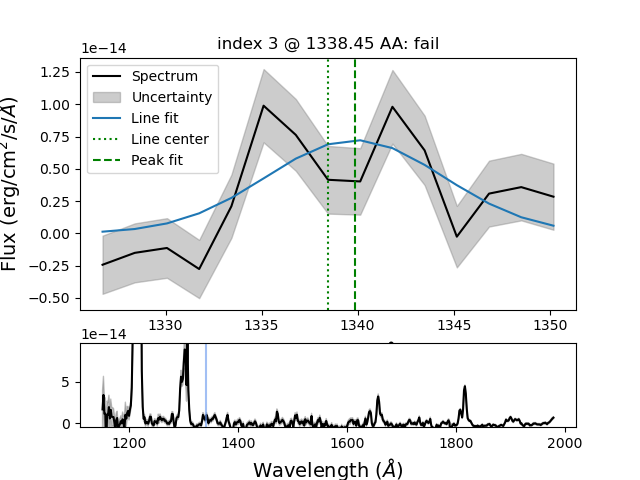 index 3 @ 1338.45 AA: fail
1e−14
Flux (erg/cm²/s/Å)
1.25
1.00
0.75
0.50
0.25
0.00
−0.25
−0.50
Spectrum
Uncertainty
Line fit
Line center
Peak fit
1330 1335 1340 1345 1350
1e−14
5
0
1200 1400 1600 1800 2000
Wavelength (Å)